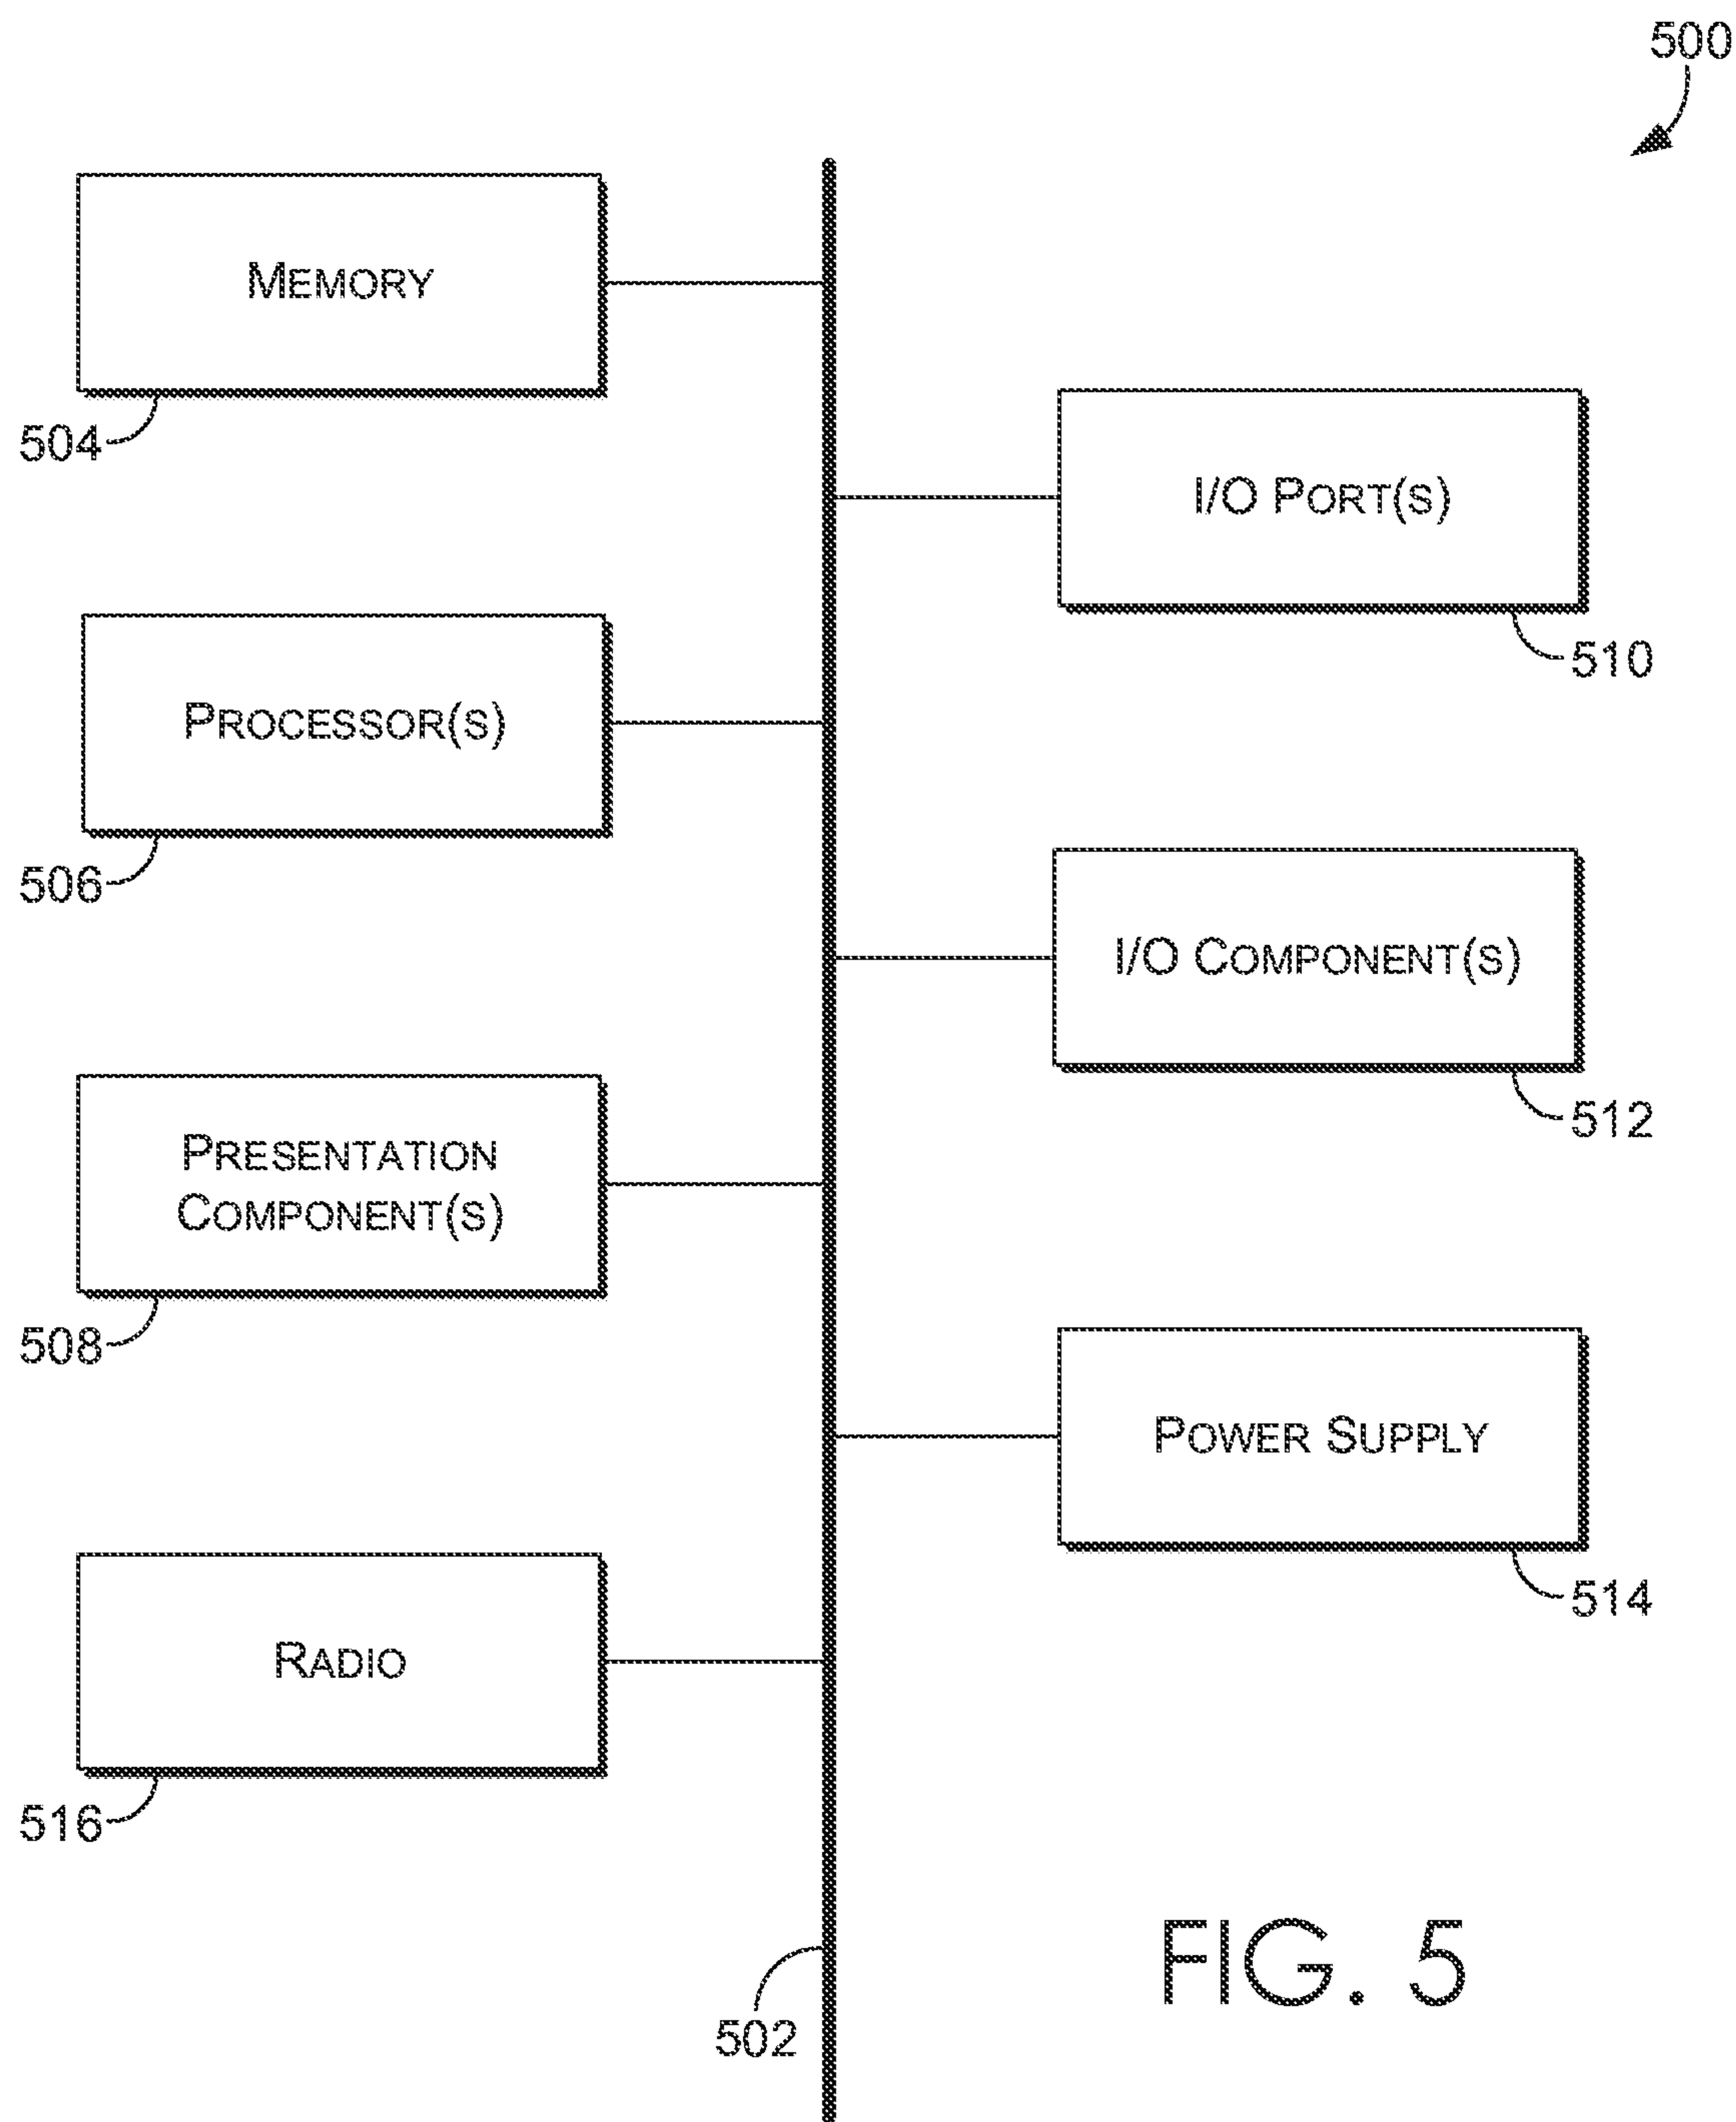 500
MEMORY
504
I/O PORT(S)
510
PROCESSOR(S)
506
I/O COMPONENT(S)
512
PRESENTATION
COMPONENT(S)
508
POWER SUPPLY
514
RADIO
516
502
FIG. 5